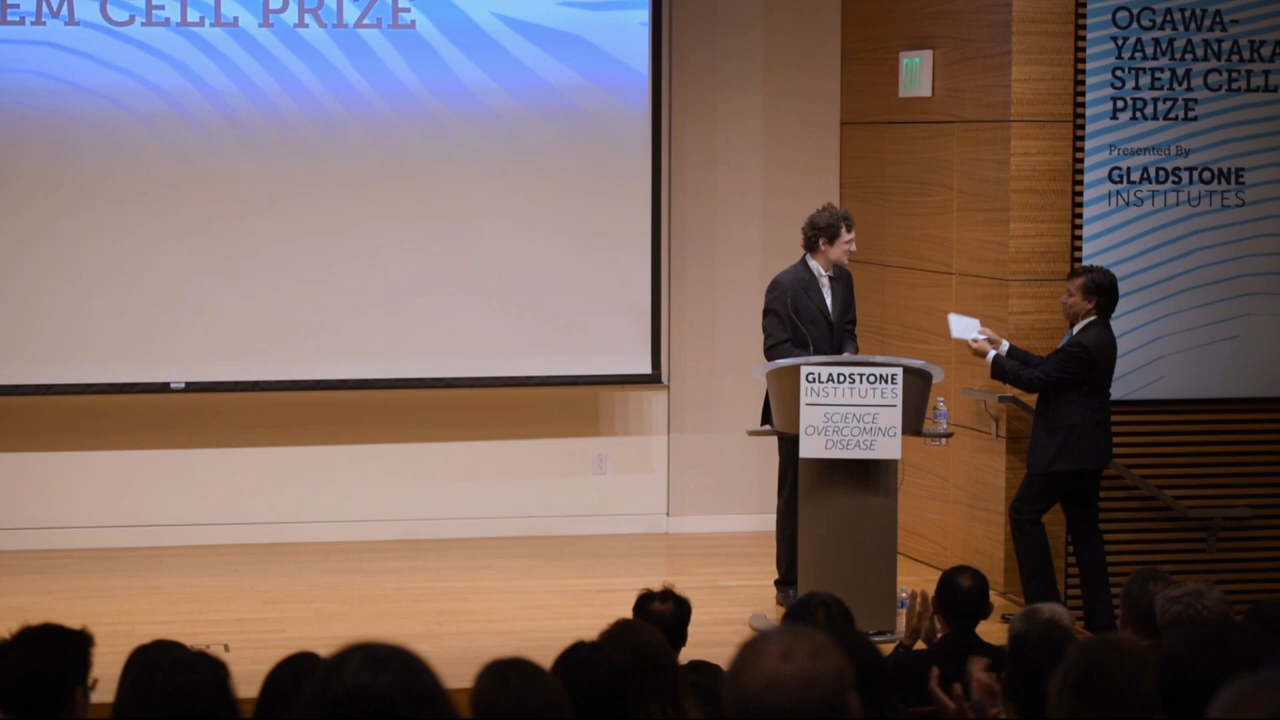 EM CELL PRIZE
OGAWA-
YAMANAKA
STEM CELL
PRIZE
Presented By
GLADSTONE
INSTITUTES
GLADSTONE
INSTITUTES
SCIENCE
OVERCOMING
DISEASE